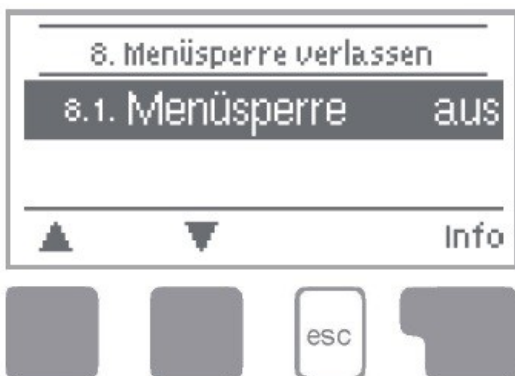 8. Menüsperre verlassen
8.1. Menüsperre aus
Info
esc